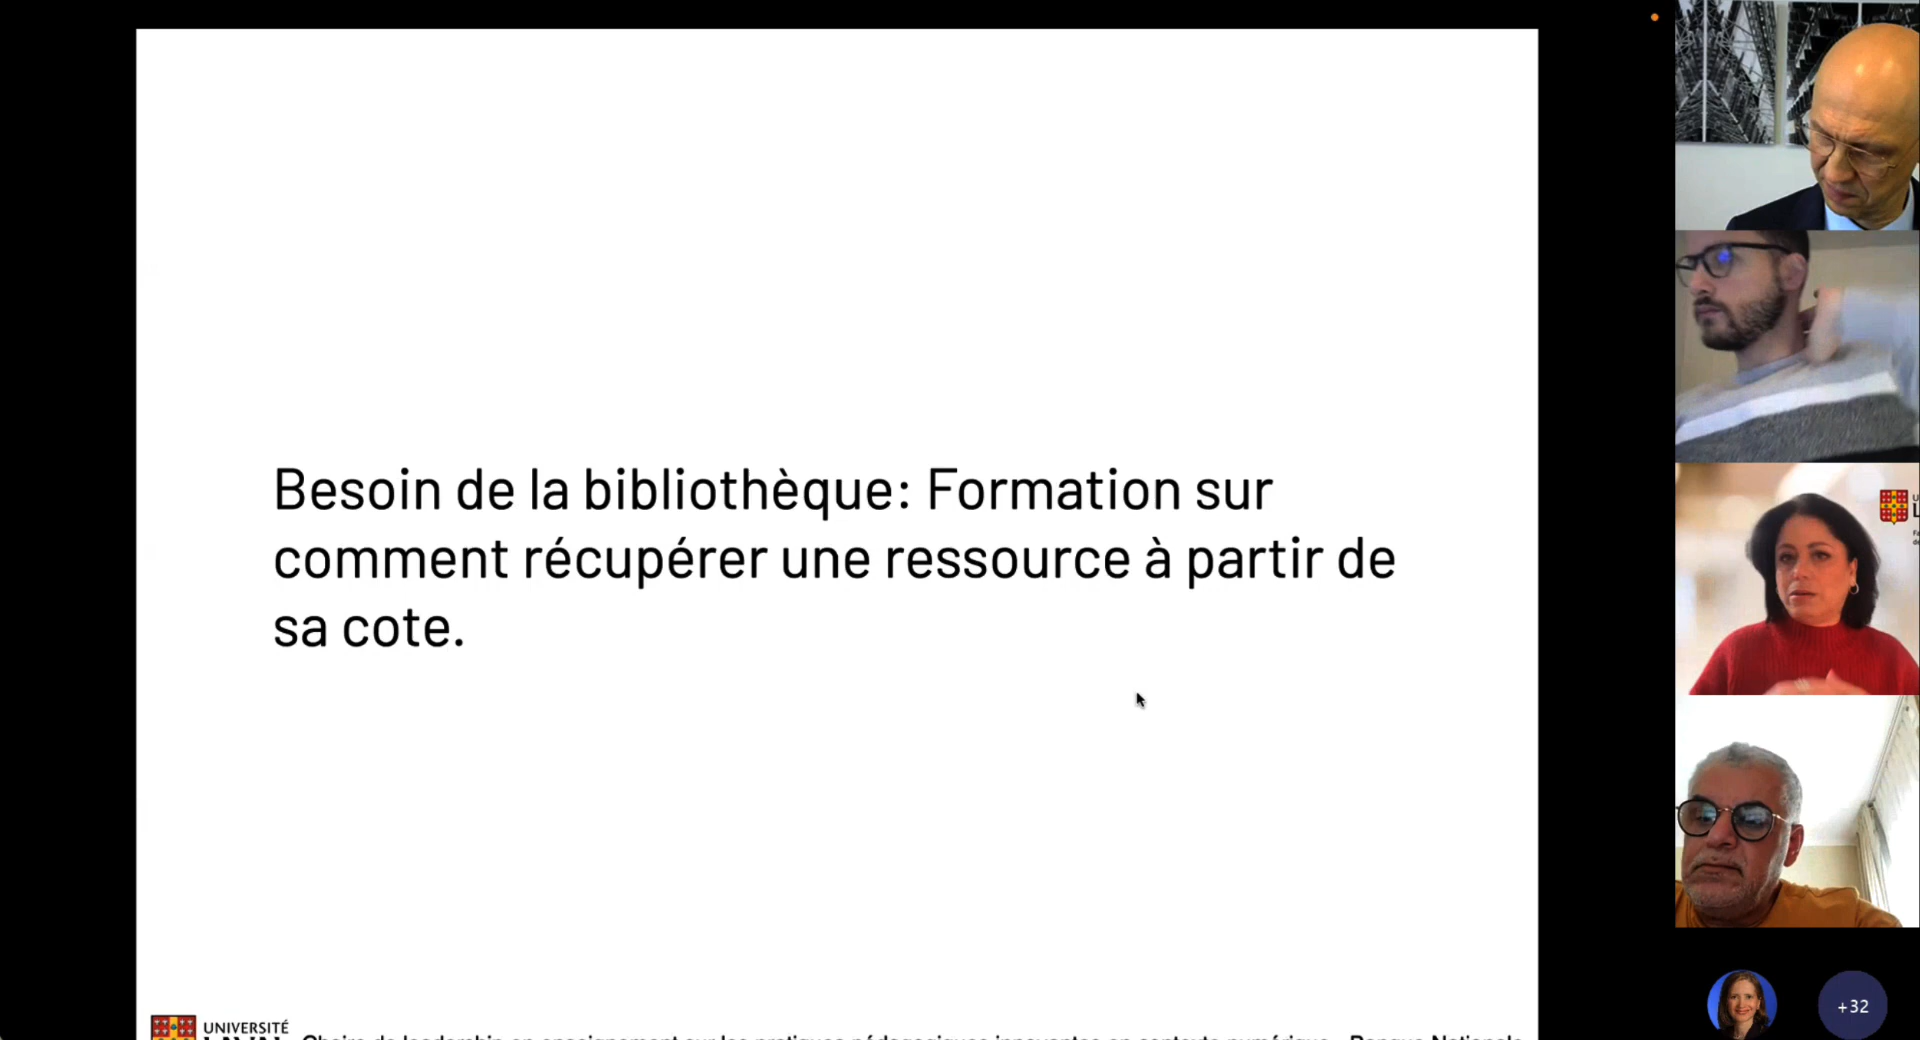 Besoin de la bibliothèque: Formation sur
comment récupérer une ressource à partir de
sa cote.
UNIVERSITÉ
+32